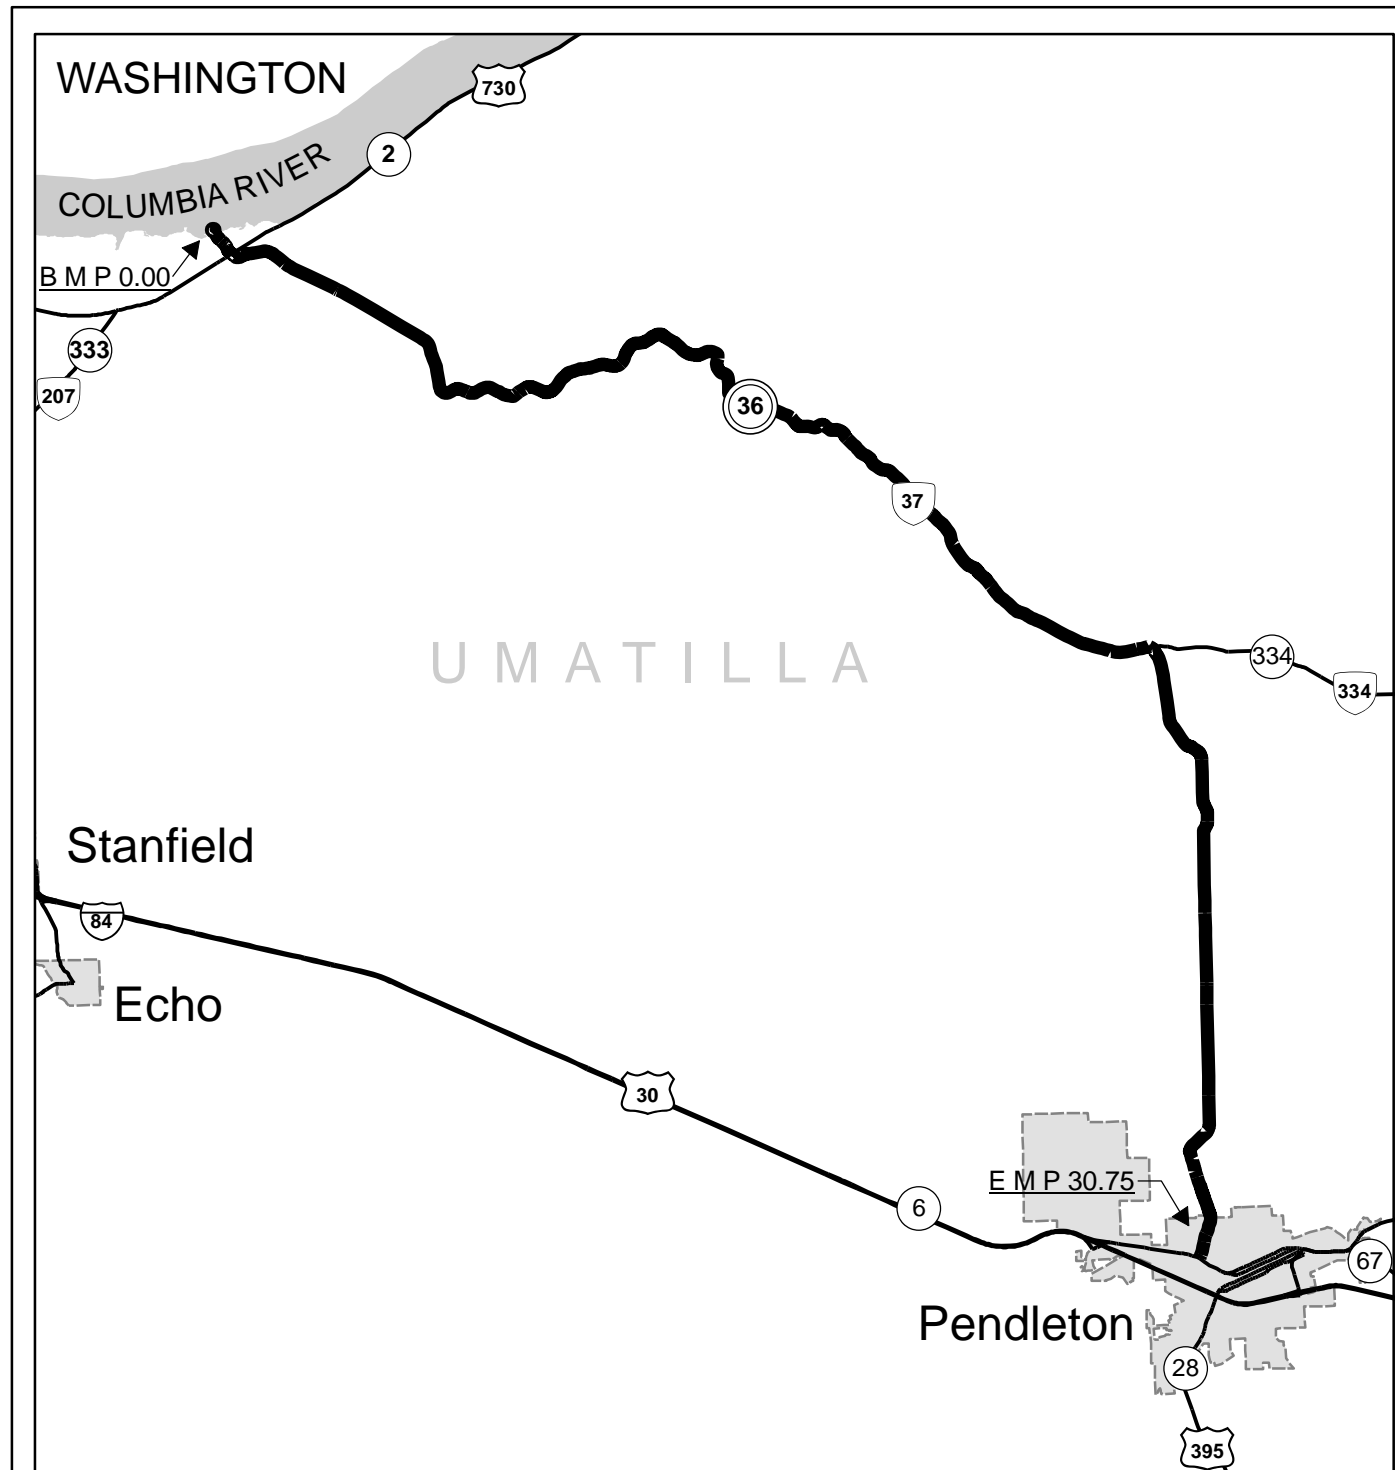 WASHINGTON
730
2
COLUMBIA RIVER
B M P 0.00
333
207
36
37
UMATILLA
334
334
Stanfield
84
Echo
30
E M P 30.75
6
67
Pendleton
28
395